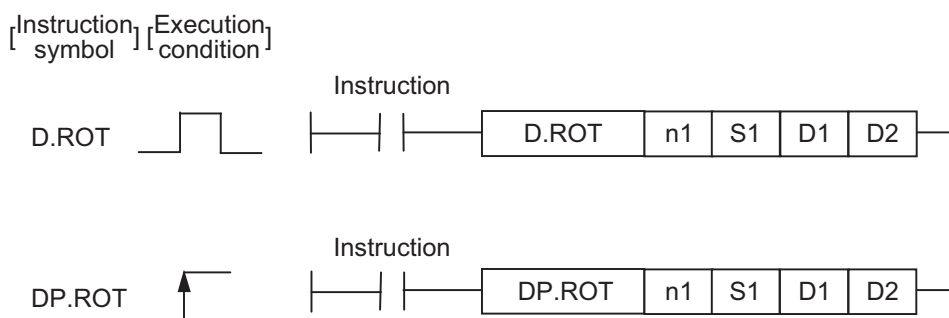 [Instruction symbol] [Execution condition]
Instruction
D.ROT D.ROT n1 S1 D1 D2
Instruction
DP.ROT DP.ROT n1 S1 D1 D2